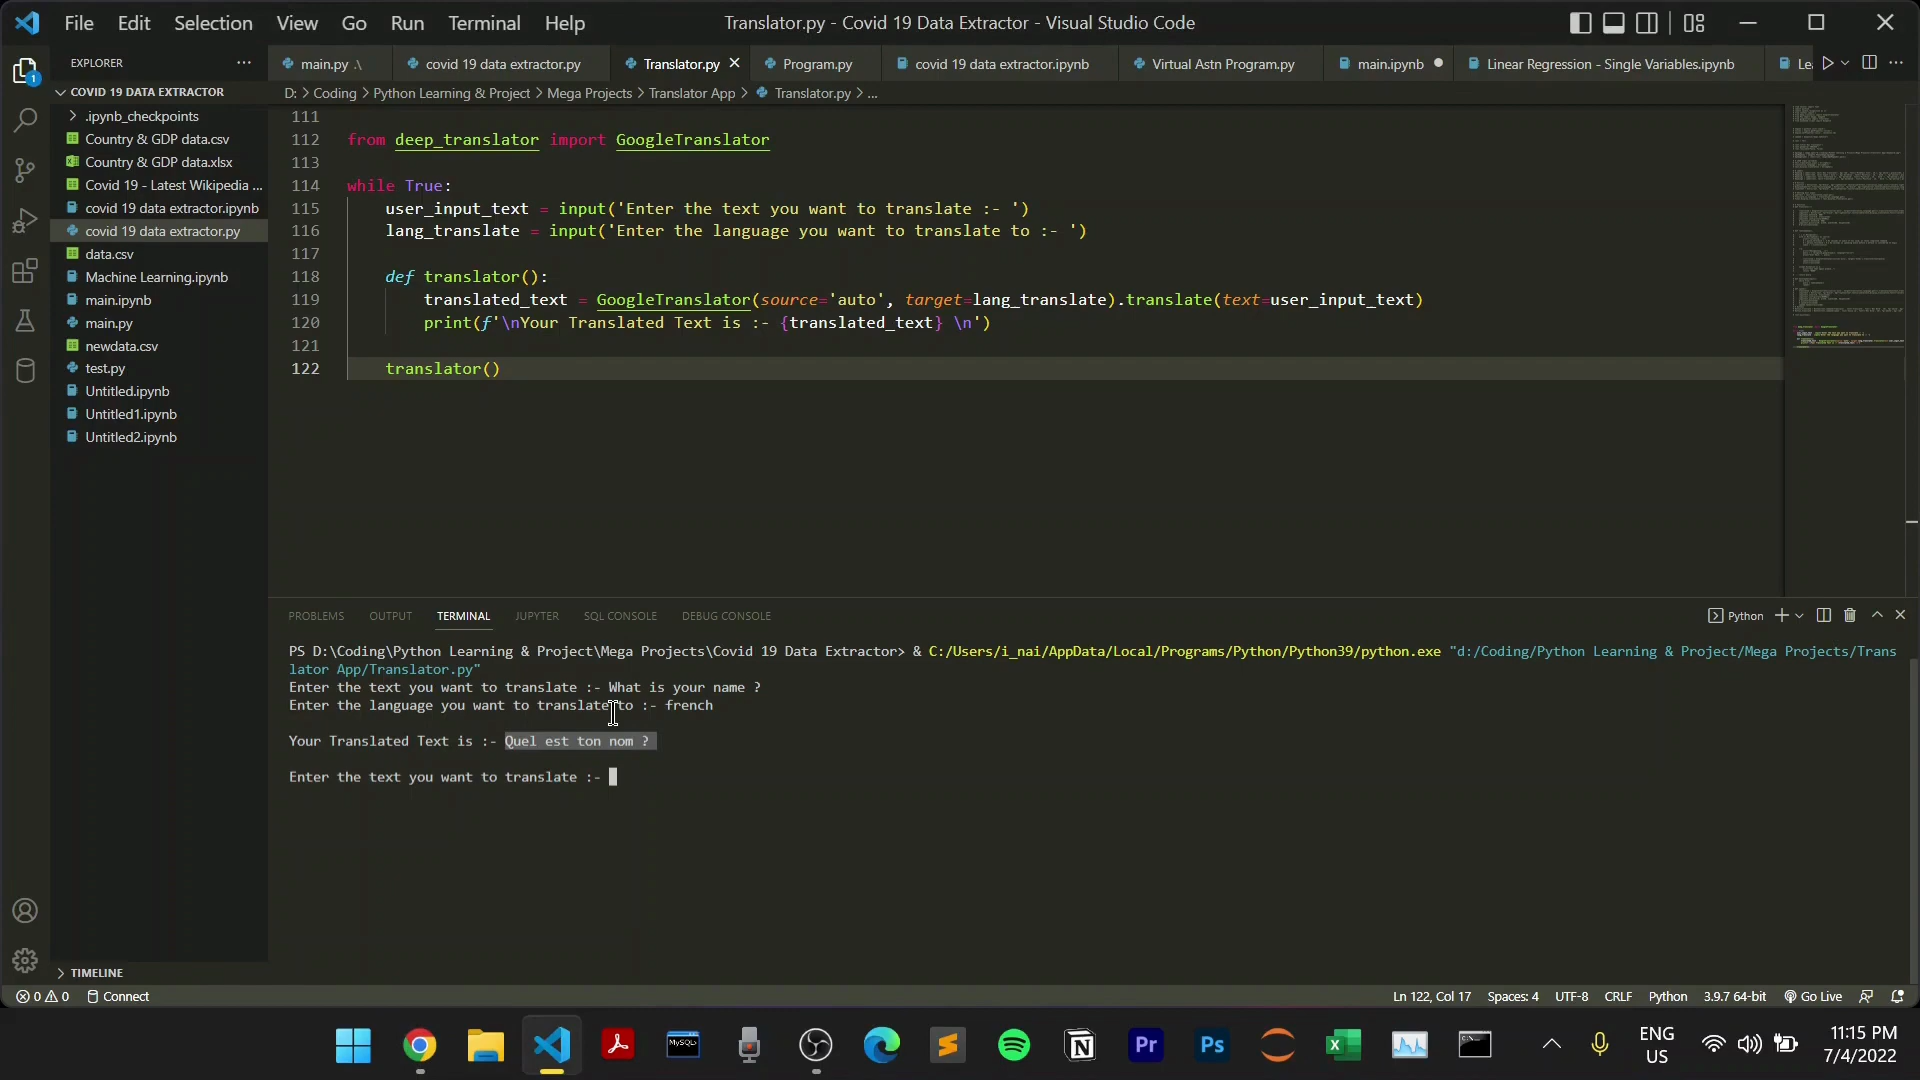 File Edit Selection View Go Run Terminal Help
Translator.py - Covid 19 Data Extractor - Visual Studio Code
EXPLORER
main.py .\
covid 19 data extractor.py
Translator.py
Program.py
covid 19 data extractor.ipynb
Virtual Astn Program.py
main.ipynb
Linear Regression - Single Variables.ipynb
Le
COVID 19 DATA EXTRACTOR
D: > Coding > Python Learning & Project > Mega Projects > Translator App > Translator.py > ...
.ipynb_checkpoints
Country & GDP data.csv
Country & GDP data.xlsx
Covid 19 - Latest Wikipedia ...
covid 19 data extractor.ipynb
covid 19 data extractor.py
data.csv
Machine Learning.ipynb
main.ipynb
main.py
newdata.csv
test.py
Untitled.ipynb
Untitled1.ipynb
Untitled2.ipynb
TIMELINE
111
112 from deep_translator import GoogleTranslator
113
114 while True:
115 user_input_text = input('Enter the text you want to translate :- ')
116 lang_translate = input('Enter the language you want to translate to :- ')
117
118 def translator():
119 translated_text = GoogleTranslator(source='auto', target=lang_translate).translate(text=user_input_text)
120 print(f'\nYour Translated Text is :- {translated_text} \n')
121
122 translator()
PROBLEMS OUTPUT TERMINAL JUPYTER SQL CONSOLE DEBUG CONSOLE
Python
PS D:\Coding\Python Learning & Project\Mega Projects\Covid 19 Data Extractor> & C:/Users/i_nai/AppData/Local/Programs/Python/Python39/python.exe "d:/Coding/Python Learning & Project/Mega Projects/Trans
lator App/Translator.py"
Enter the text you want to translate :- What is your name ?
Enter the language you want to translate to :- french
Your Translated Text is :- Quel est ton nom ?
Enter the text you want to translate :-
0 0 Connect
Ln 122, Col 17 Spaces: 4 UTF-8 CRLF Python 3.9.7 64-bit Go Live
1
MySQL
Pr
Ps
ENG
US
11:15 PM
7/4/2022